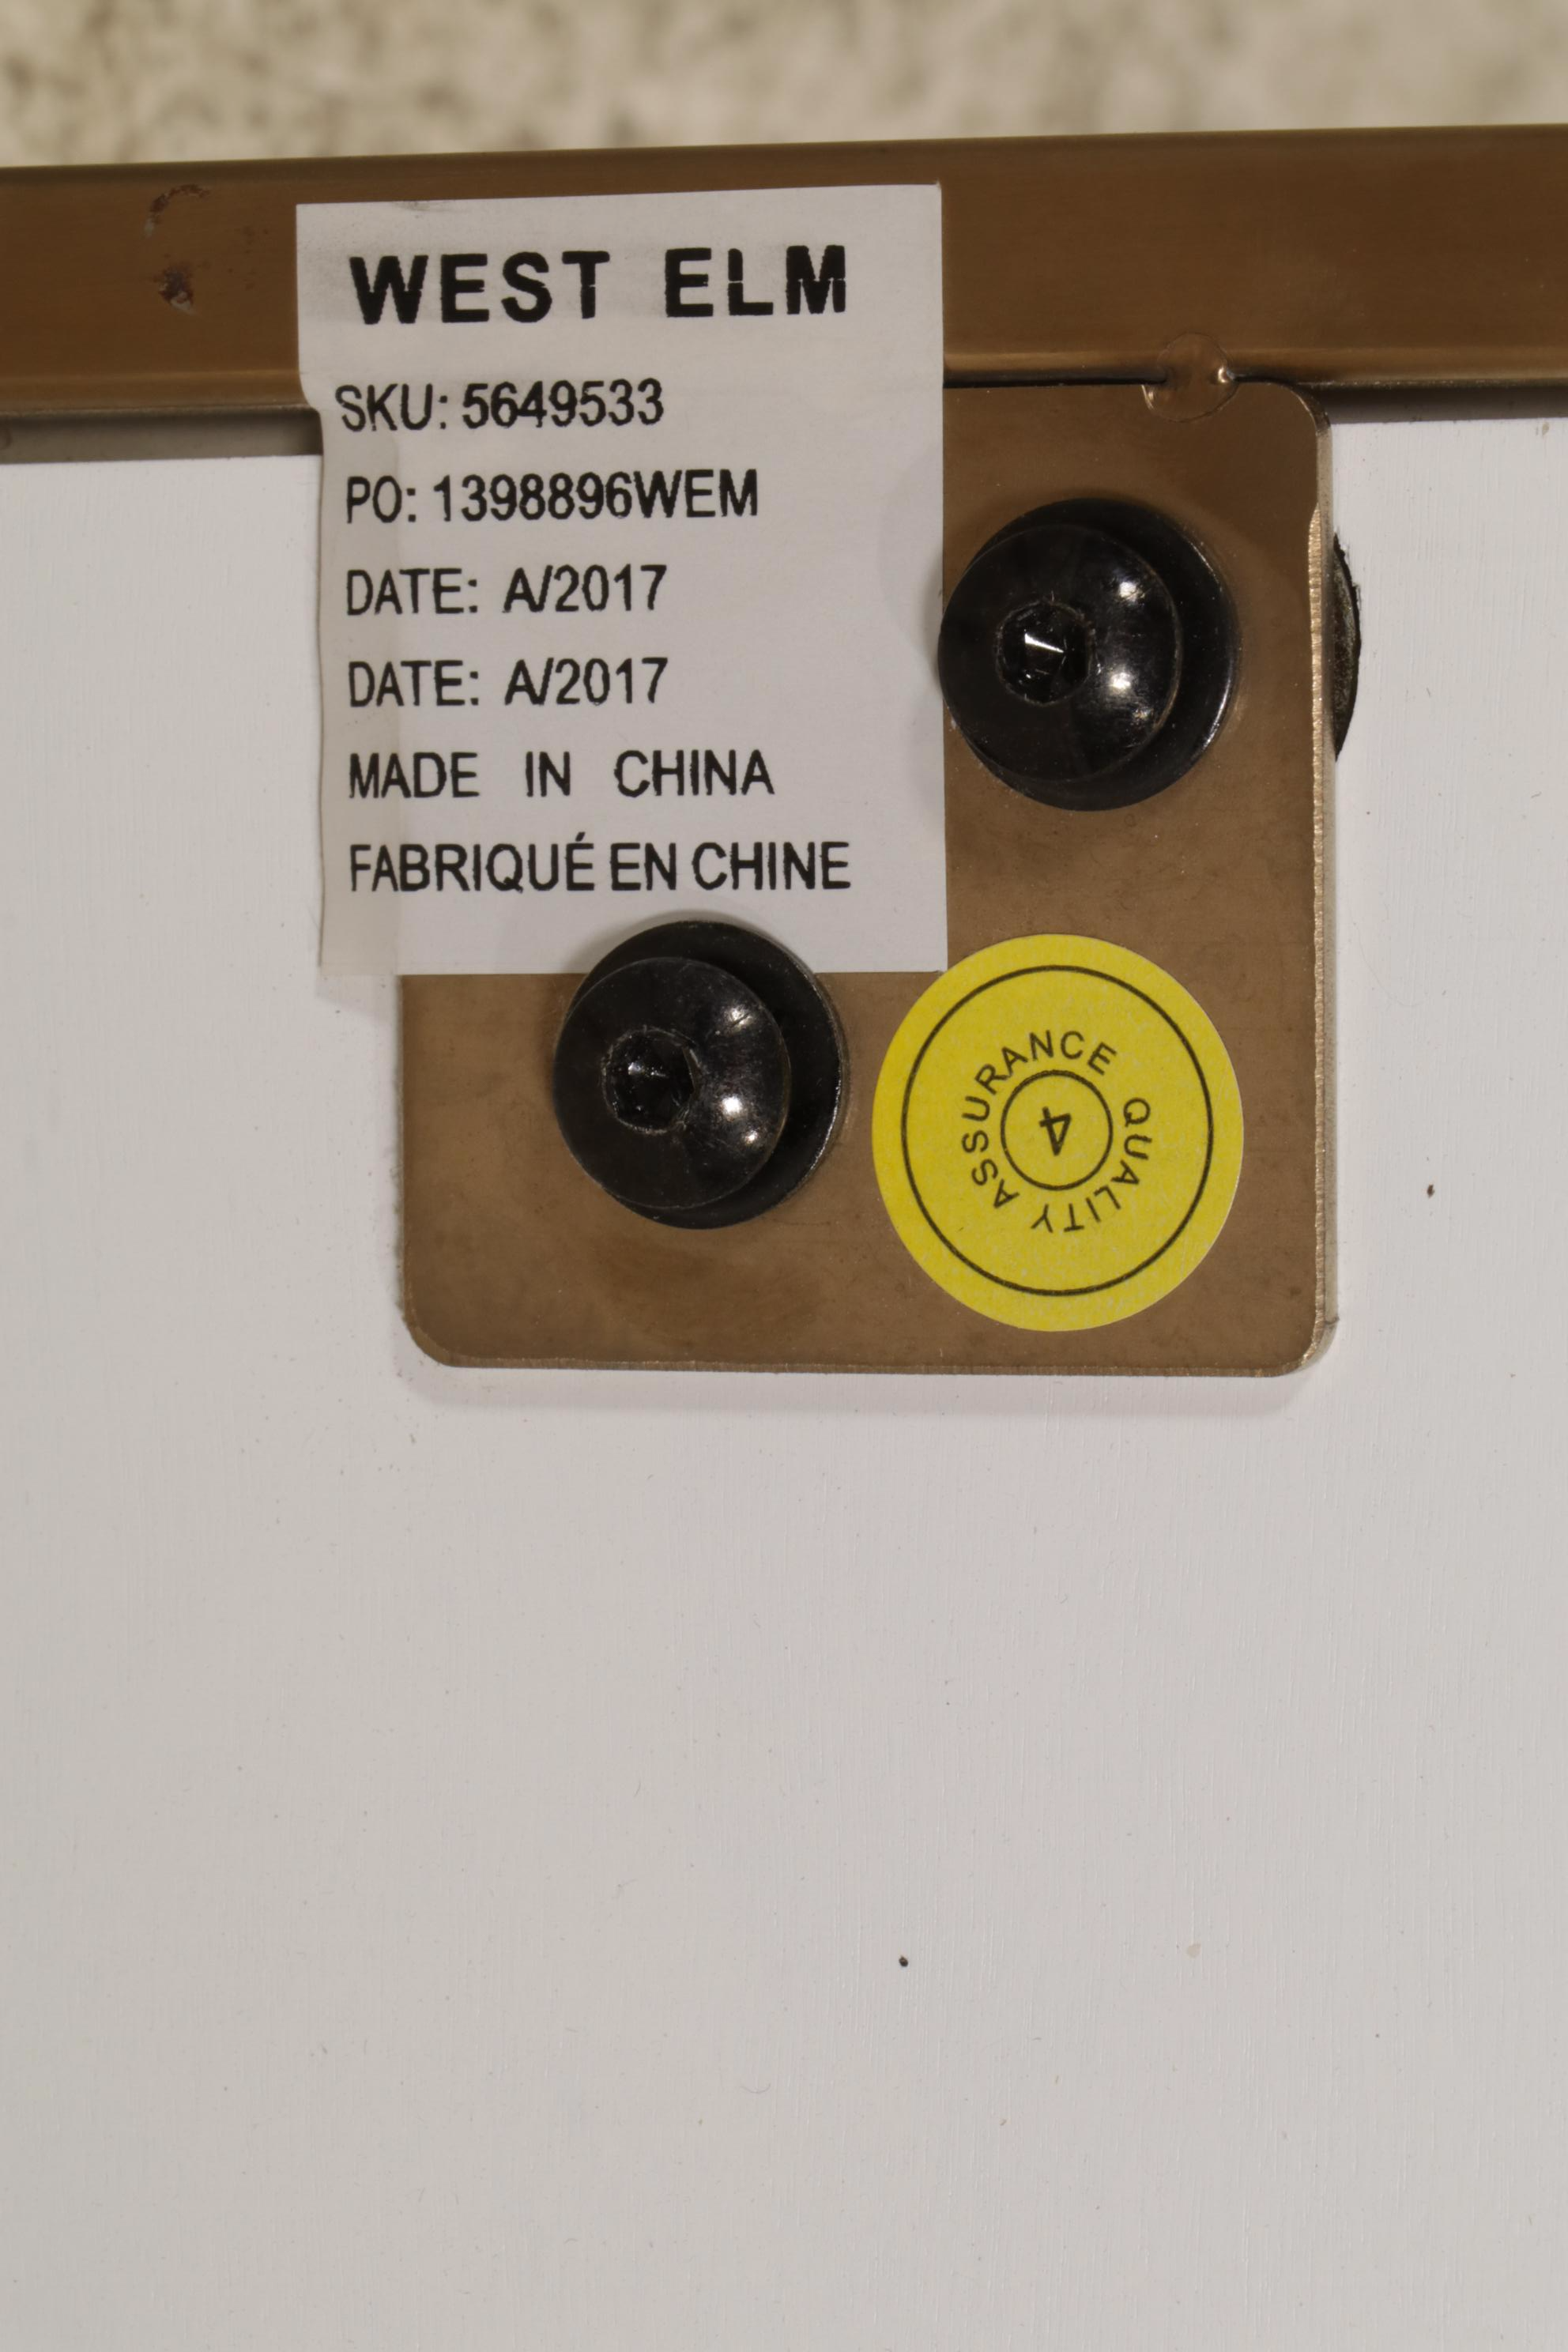 WEST ELM
SKU: 5649533
PO: 1398896WEM
DATE: A/2017
DATE: A/2017
MADE IN CHINA
FABRIQUÉ EN CHINE
QUALITY ASSURANCE
4